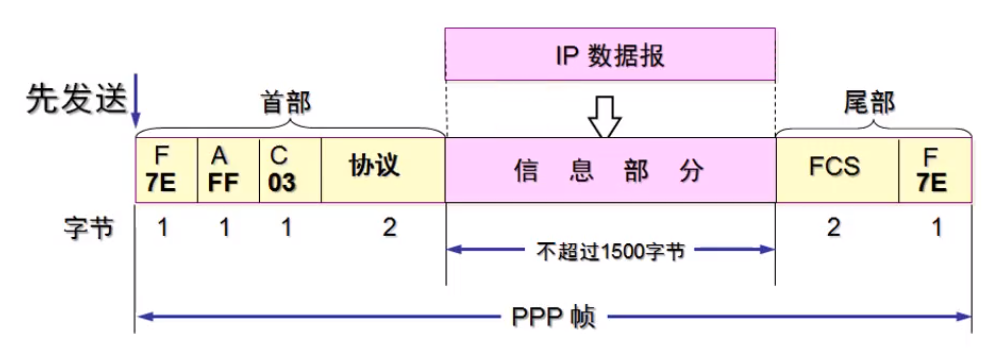 IP 数据报
先发送
首部
尾部
F A C 协议 信 息 部 分 FCS F
7E FF 03 7E
字节 1 1 1 2 不超过1500字节 2 1
PPP 帧